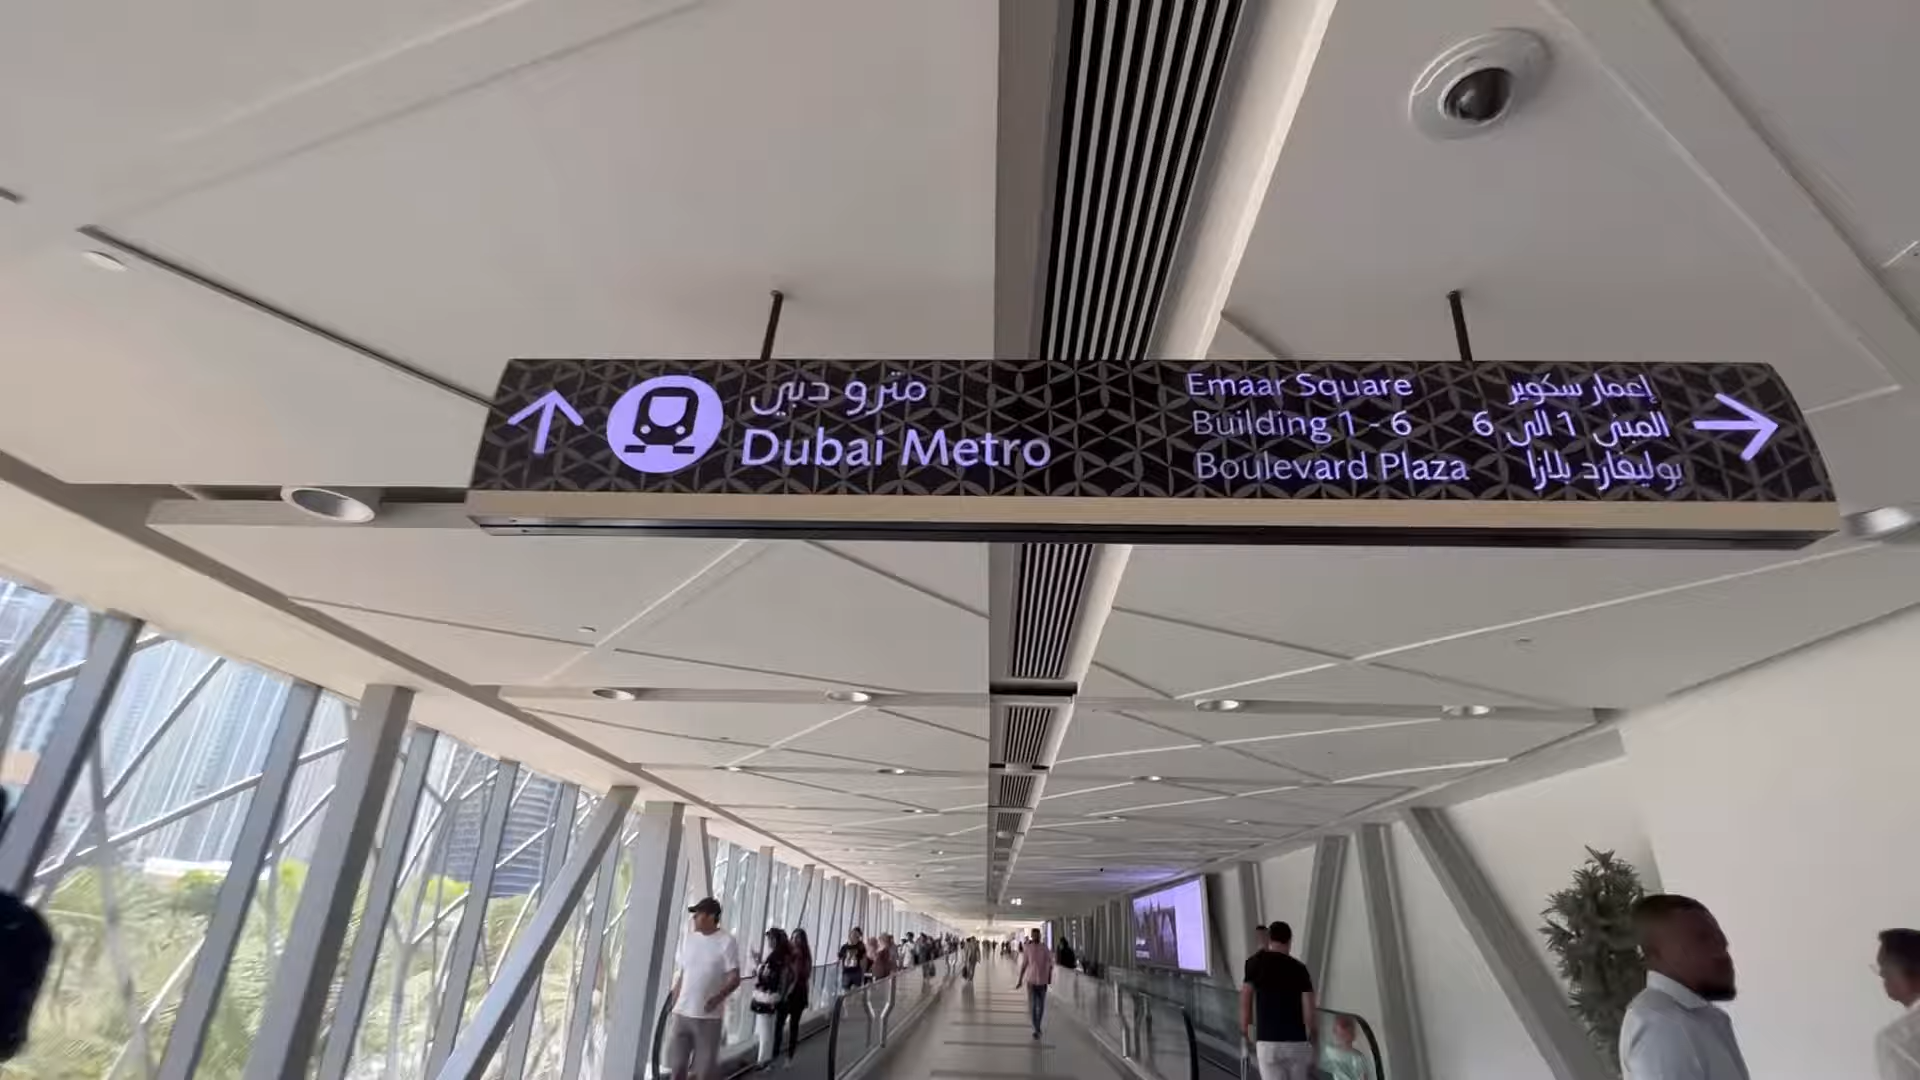 مترو دبي
Dubai Metro
Emaar Square
Building 1 - 6
Boulevard Plaza
إعمار سكوير
المبنى 1 الى 6
بوليفارد بلازا